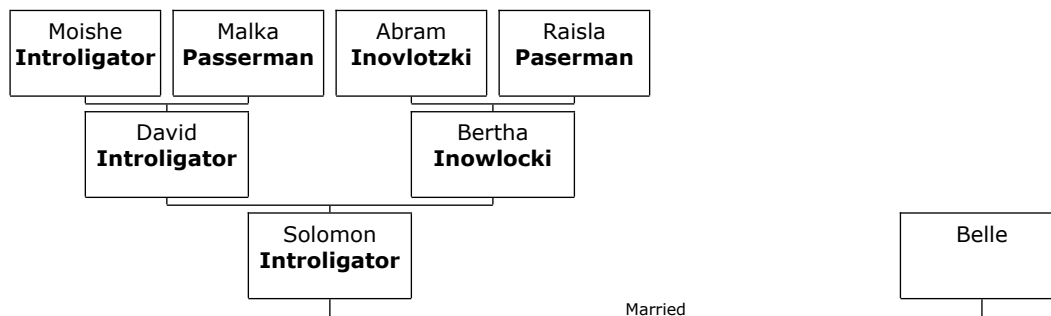 Moishe
Introligator
Malka
Passerman
Abram
Inovlotzki
Raisla
Paserman
David
Introligator
Bertha
Inowlocki
Solomon
Introligator
Belle
Married